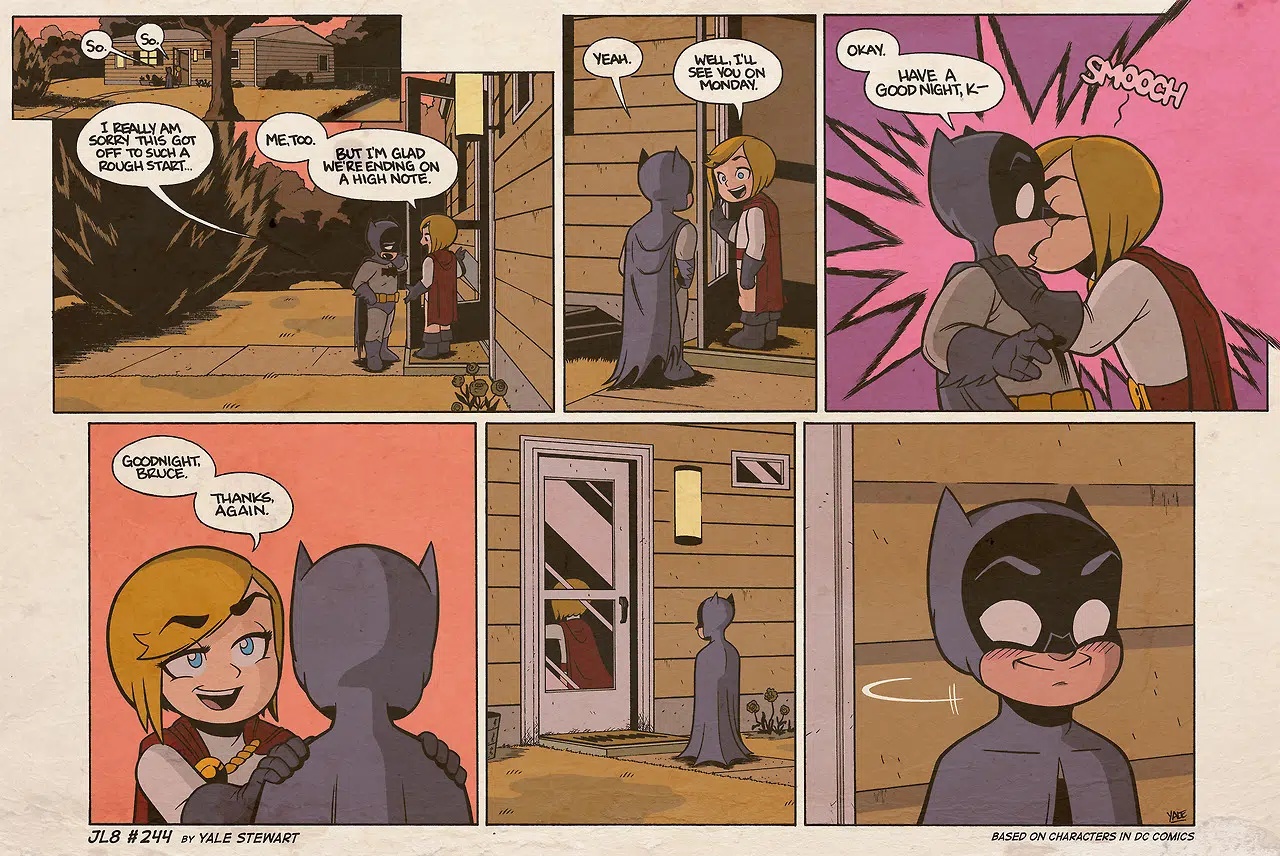 So.
So.
I REALLY AM
SORRY THIS GOT
OFF TO SUCH A
ROUGH START...
ME, TOO.
BUT I'M GLAD
WE'RE ENDING ON
A HIGH NOTE.
YEAH.
WELL, I'LL
SEE YOU ON
MONDAY.
OKAY.
HAVE A
GOOD NIGHT, K—
SMOOCH
GOODNIGHT,
BRUCE.
THANKS,
AGAIN.
YALE
JL8 #244 BY YALE STEWART
BASED ON CHARACTERS IN DC COMICS